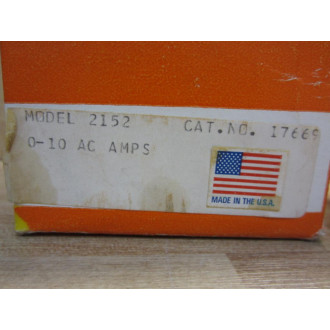 MODEL 2152 CAT.NO. 17669
0-10 AC AMPS
MADE IN THE U.S.A.